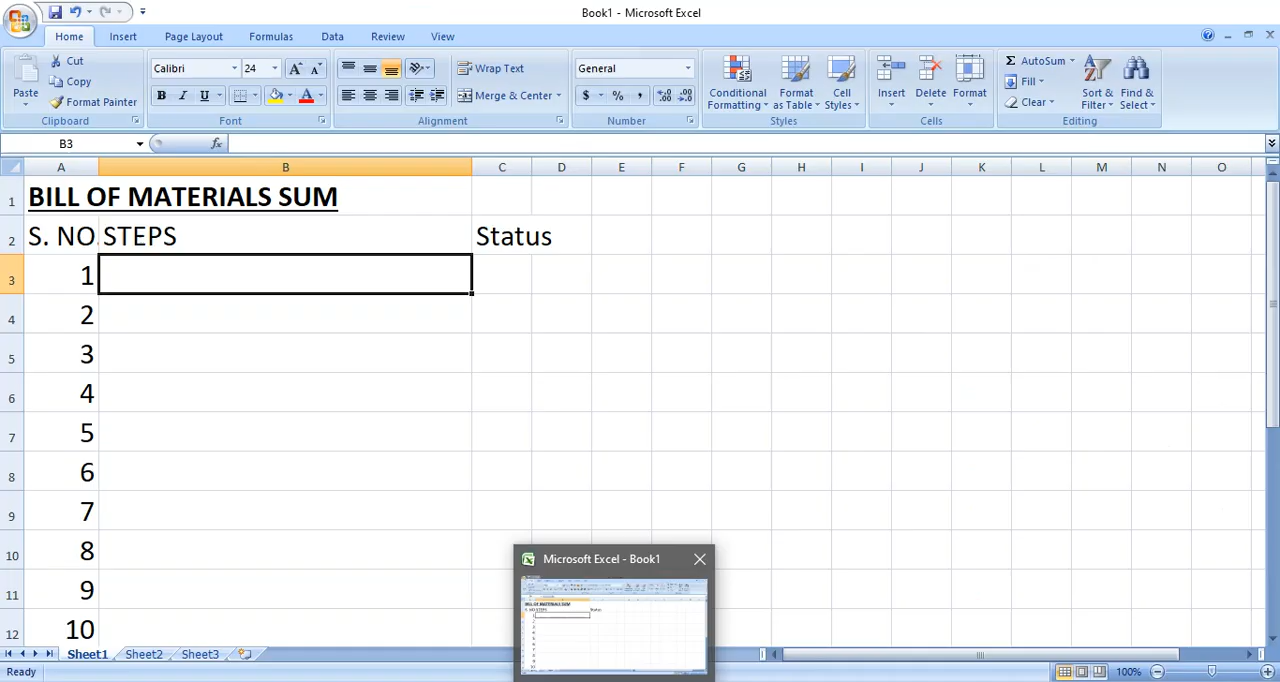 Book1 - Microsoft Excel
Home Insert Page Layout Formulas Data Review View
Paste
Cut
Copy
Format Painter
Clipboard
Calibri 24
B I U A
Font
Wrap Text
Merge & Center
Alignment
General
$ % ,
Number
Conditional Formatting
Format as Table
Cell Styles
Styles
Insert Delete Format
Cells
Σ AutoSum
Fill
Clear
Sort & Filter
Find & Select
Editing
B3 fx
A B C D E F G H I J K L M N O
1 BILL OF MATERIALS SUM
2 S. NO STEPS Status
3 1
4 2
5 3
6 4
7 5
8 6
9 7
10 8
11 9
12 10
Microsoft Excel - Book1
Sheet1 Sheet2 Sheet3
Ready 100%